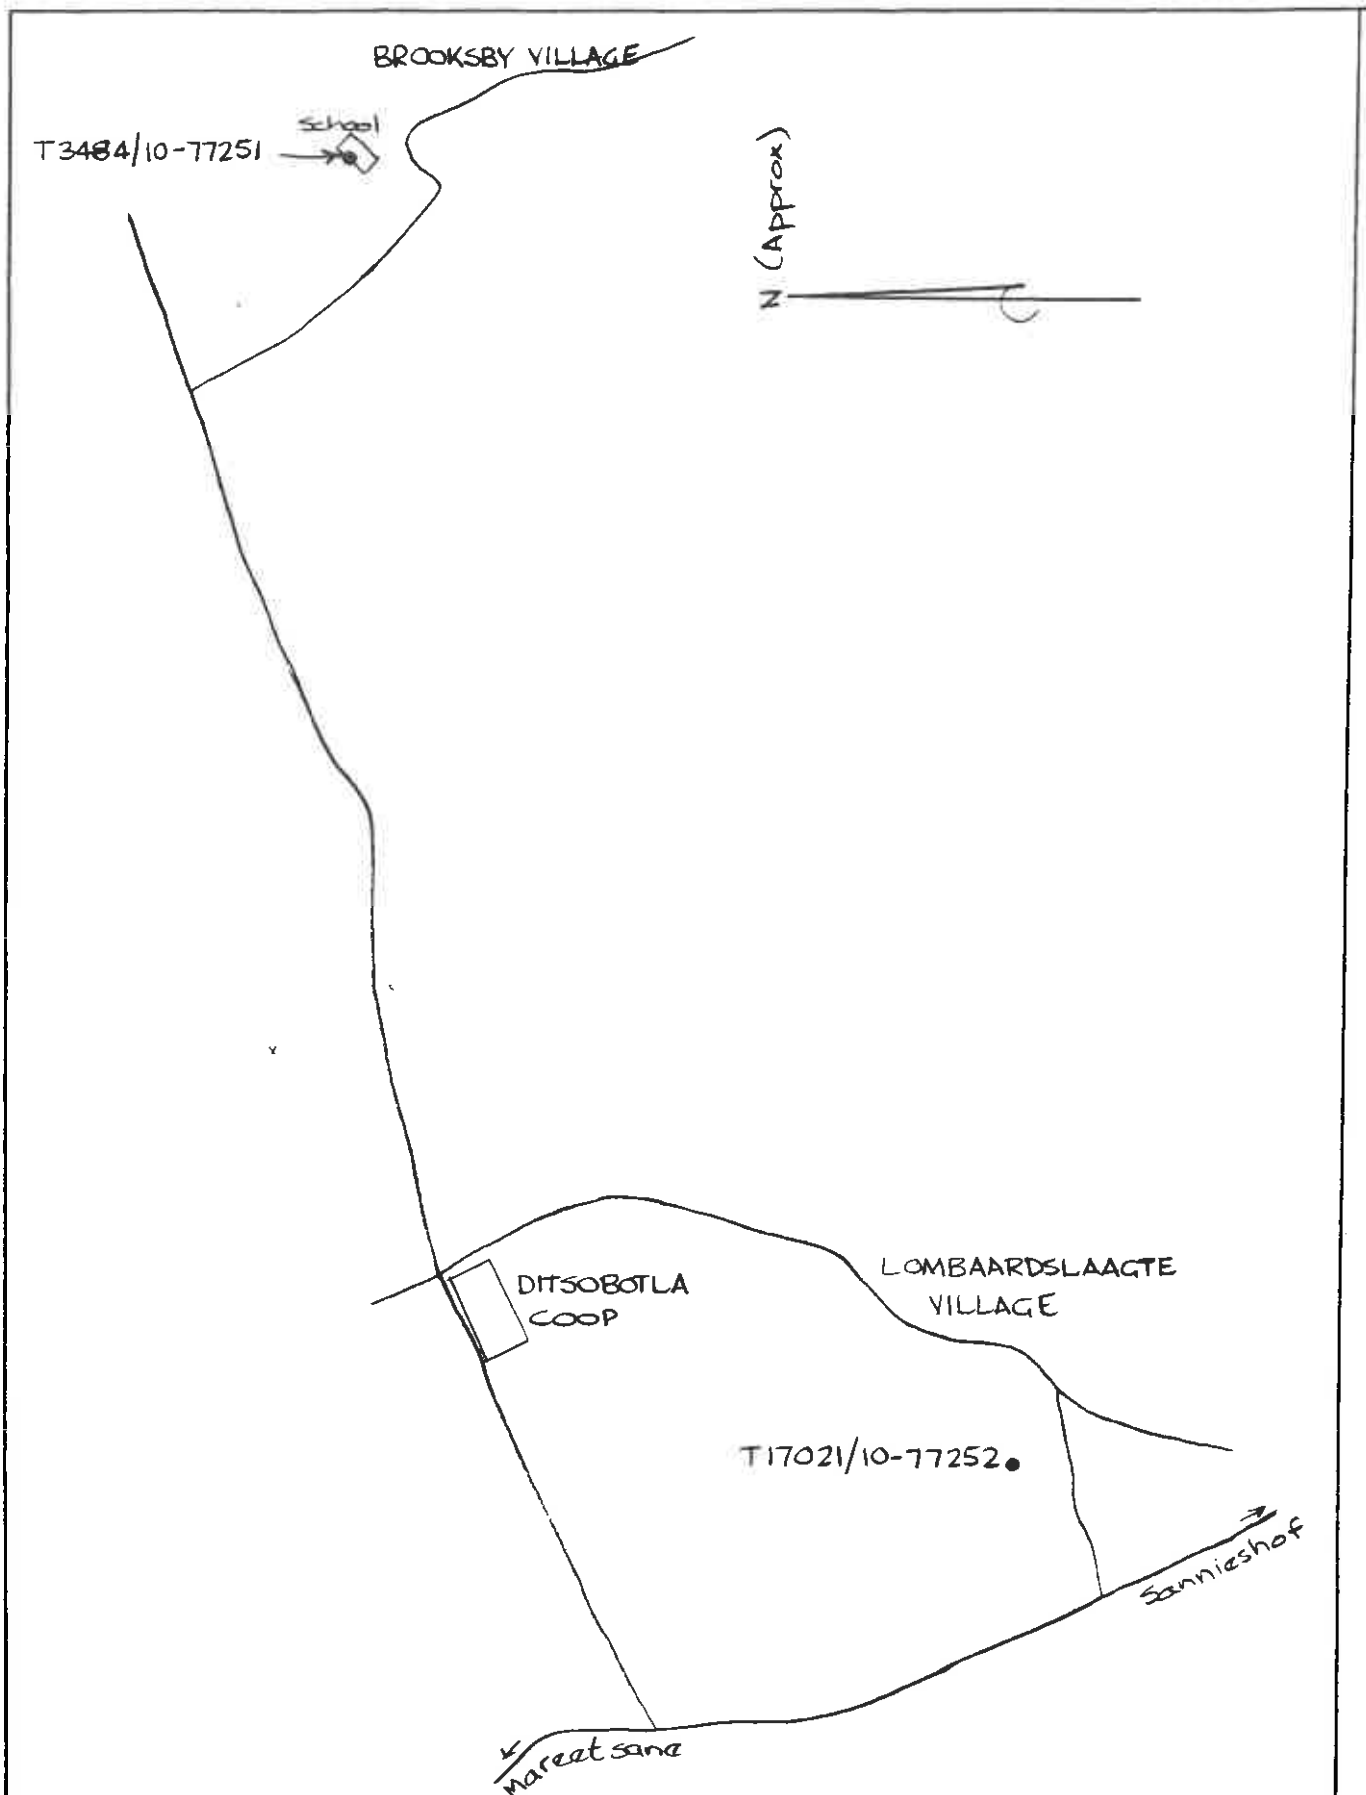 BROOKSBY VILLAGE
School
T3484/10-77251
N (Approx)
DITSOBOTLA
COOP
LOMBAARDSLAAGTE
VILLAGE
T17021/10-77252
Sannieshof
Mareetsane